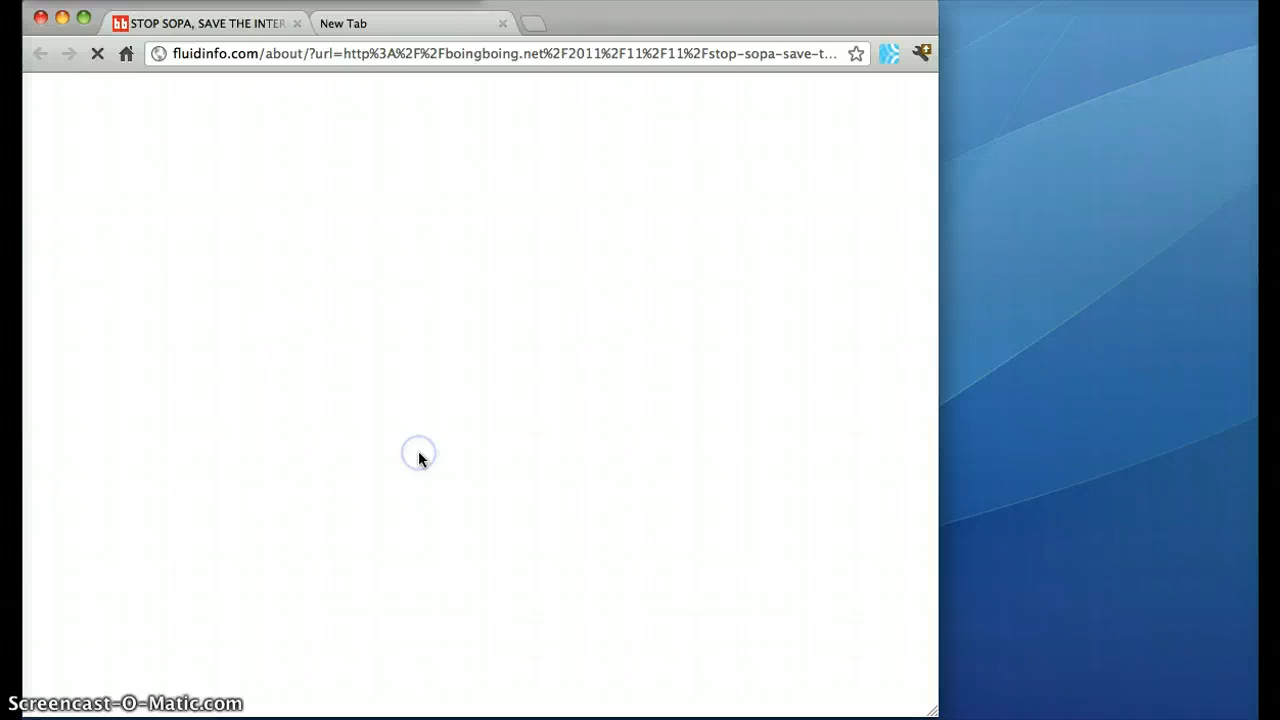 bb STOP SOPA, SAVE THE INTER
New Tab
fluidinfo.com/about/?url=http%3A%2F%2Fboingboing.net%2F2011%2F11%2F11%2Fstop-sopa-save-t...
Screencast-O-Matic.com